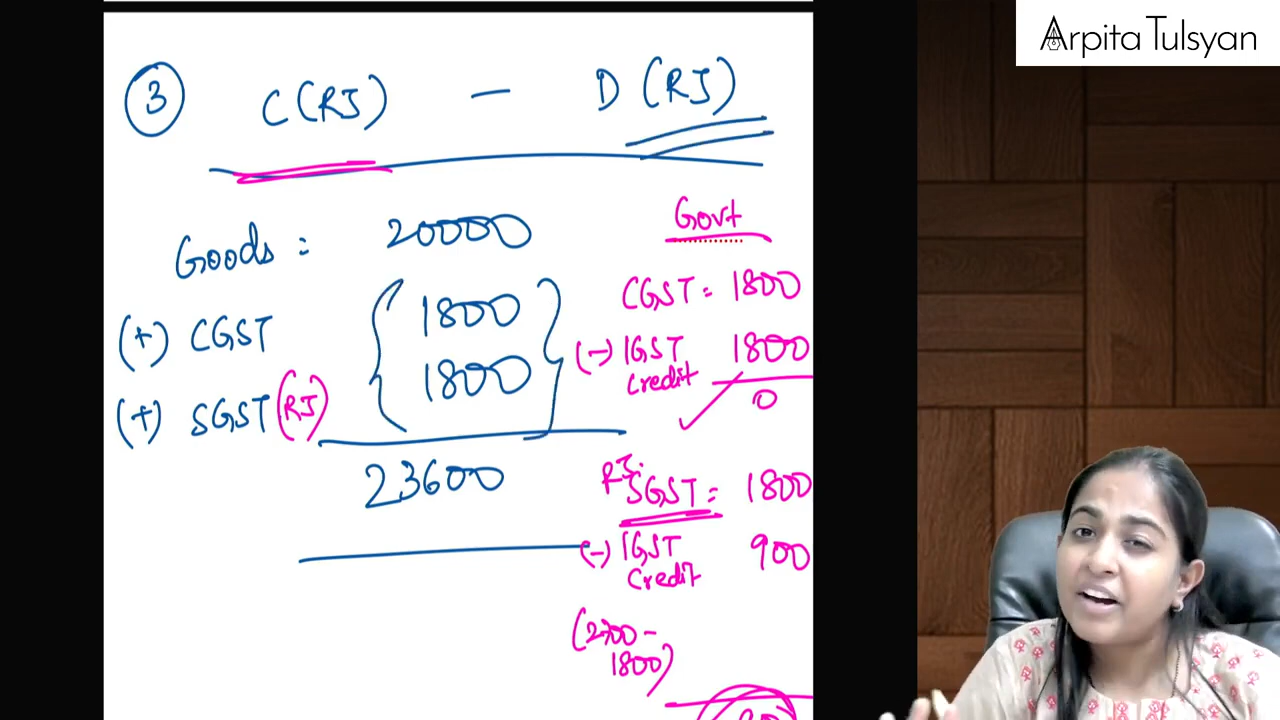 Arpita Tulsyan
3 C(RJ) - D(RJ)
Goods : 20000
(+) CGST 1800
(+) SGST (RJ) 1800
23600
Govt
CGST = 1800
(-) IGST Credit 1800
0
RJ. SGST = 1800
(-) IGST Credit 900
(2700 -
1800)